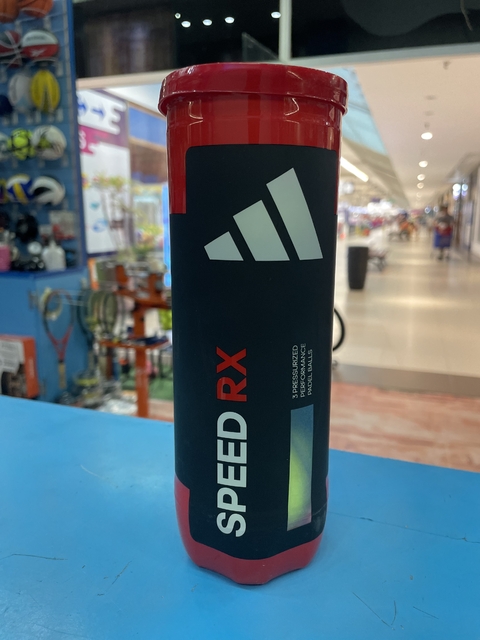 SPEED RX
3 PRESSURIZED
PERFORMANCE
PADEL BALLS